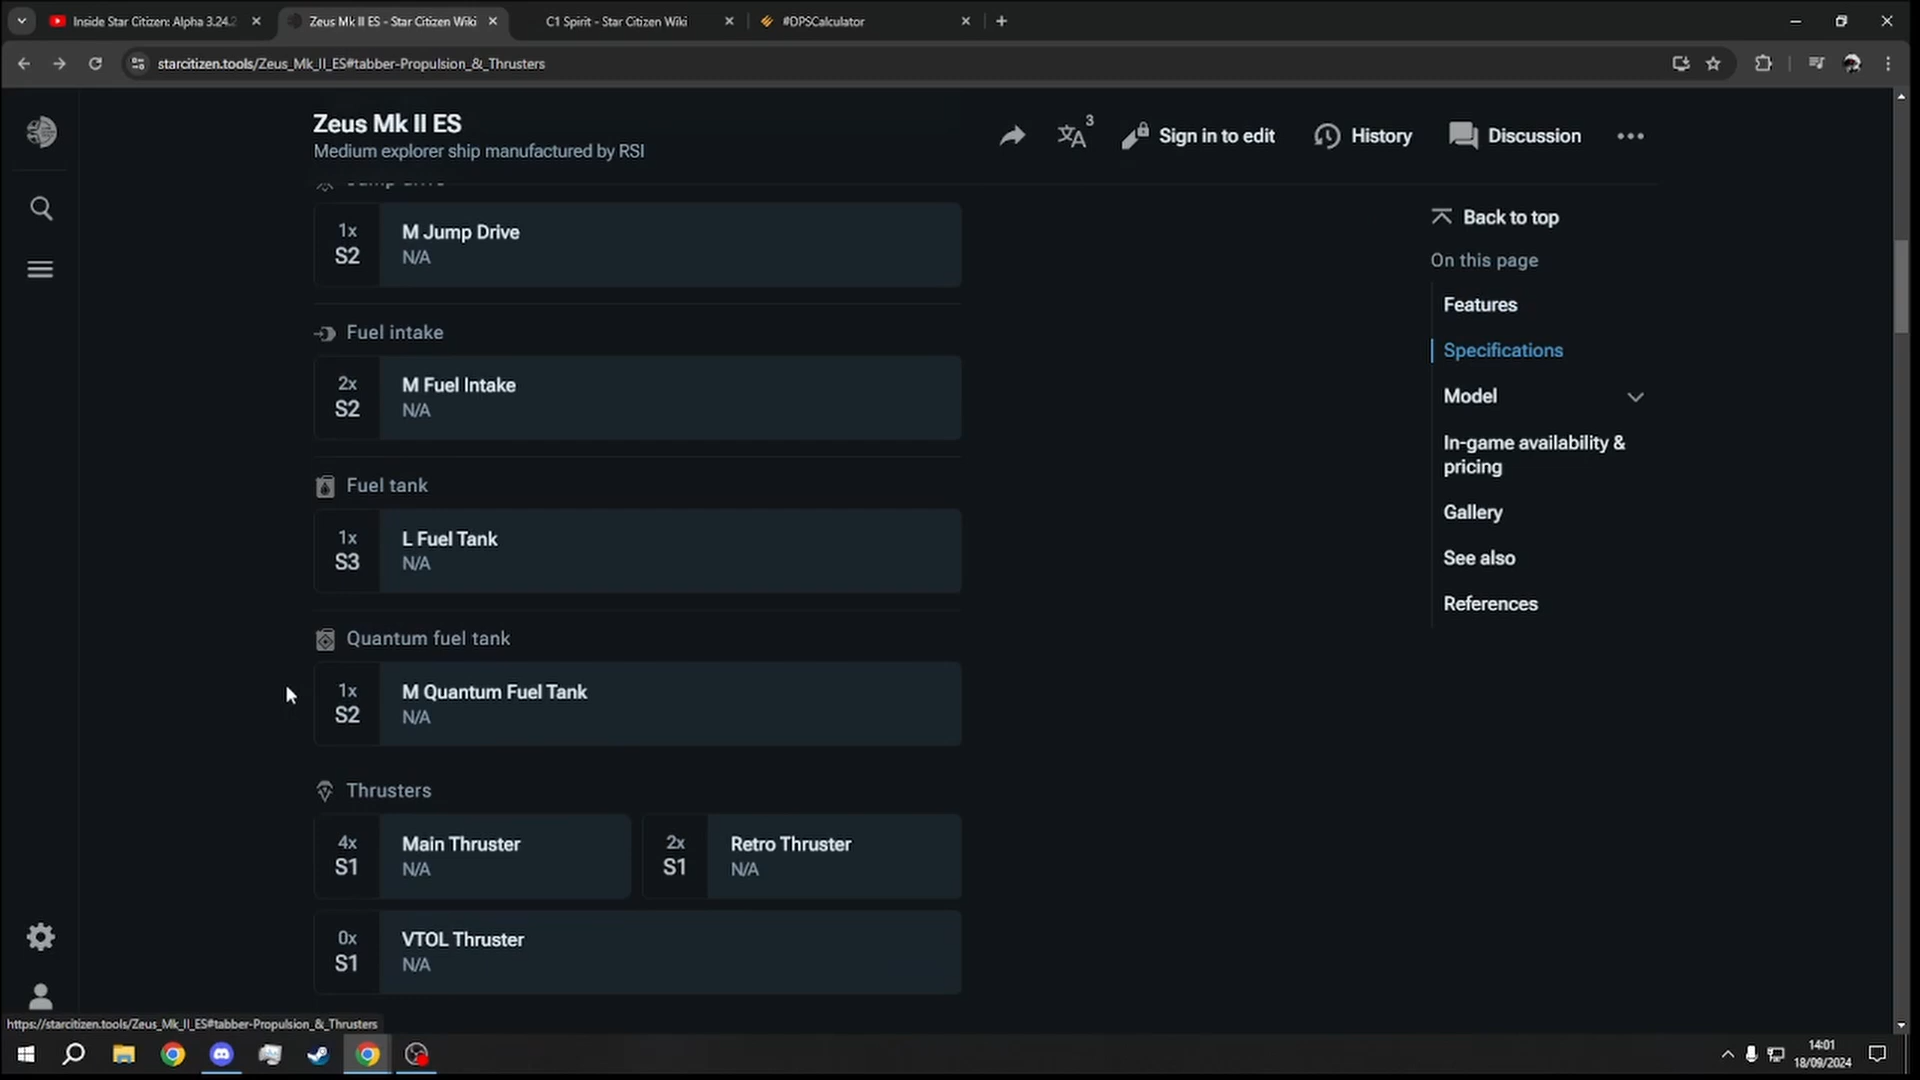 Inside Star Citizen: Alpha 3.24.2
Zeus Mk II ES - Star Citizen Wiki
C1 Spirit - Star Citizen Wiki
#DPSCalculator
starcitizen.tools/Zeus_Mk_II_ES#tabber-Propulsion_&_Thrusters
Zeus Mk II ES
Medium explorer ship manufactured by RSI
3
Sign in to edit
History
Discussion
Jump drive
1x
S2
M Jump Drive
N/A
Fuel intake
2x
S2
M Fuel Intake
N/A
Fuel tank
1x
S3
L Fuel Tank
N/A
Quantum fuel tank
1x
S2
M Quantum Fuel Tank
N/A
Thrusters
4x
S1
Main Thruster
N/A
2x
S1
Retro Thruster
N/A
0x
S1
VTOL Thruster
N/A
Back to top
On this page
Features
Specifications
Model
In-game availability &
pricing
Gallery
See also
References
https://starcitizen.tools/Zeus_Mk_II_ES#tabber-Propulsion_&_Thrusters
14:01
18/09/2024